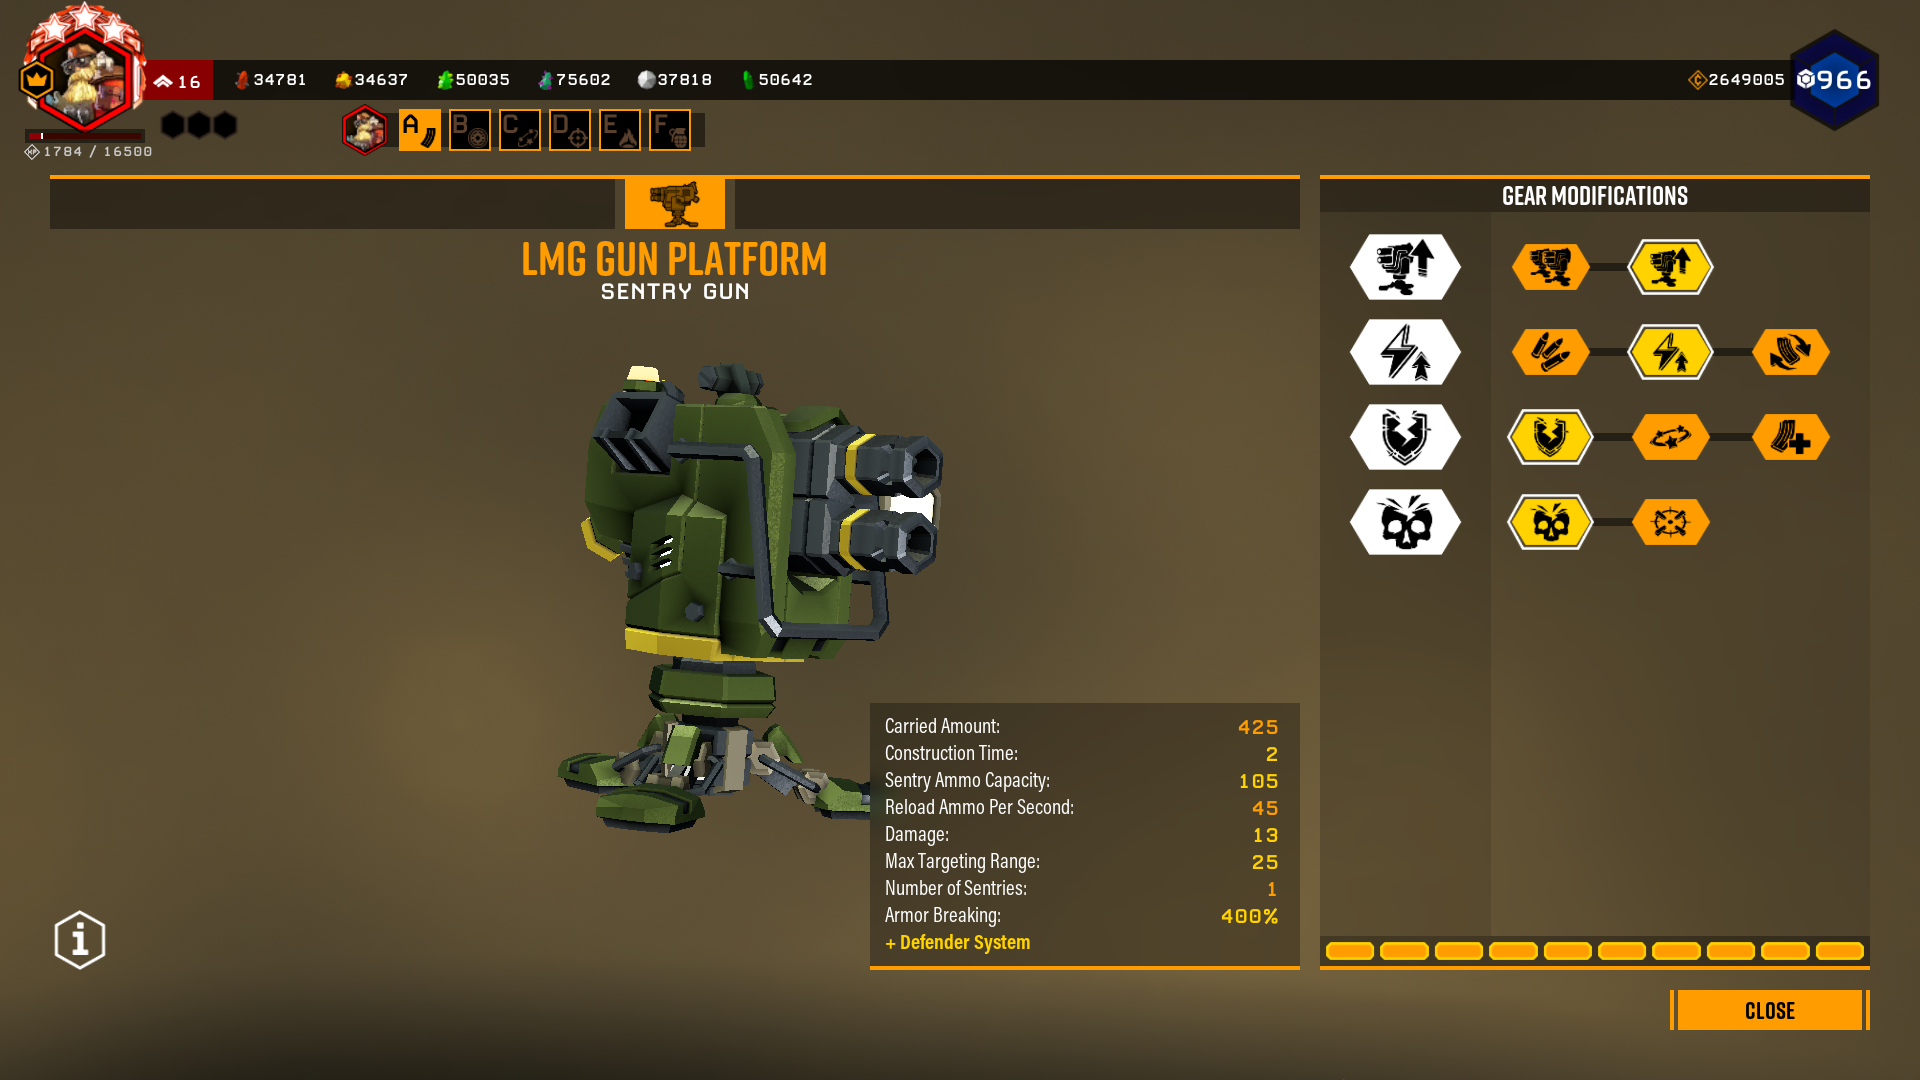 16
34781
34637
50035
75602
37818
50642
2649005
966
1784 / 16500
A
B
C
D
E
F
LMG GUN PLATFORM
SENTRY GUN
GEAR MODIFICATIONS
Carried Amount: 425
Construction Time: 2
Sentry Ammo Capacity: 105
Reload Ammo Per Second: 45
Damage: 13
Max Targeting Range: 25
Number of Sentries: 1
Armor Breaking: 400%
+ Defender System
CLOSE